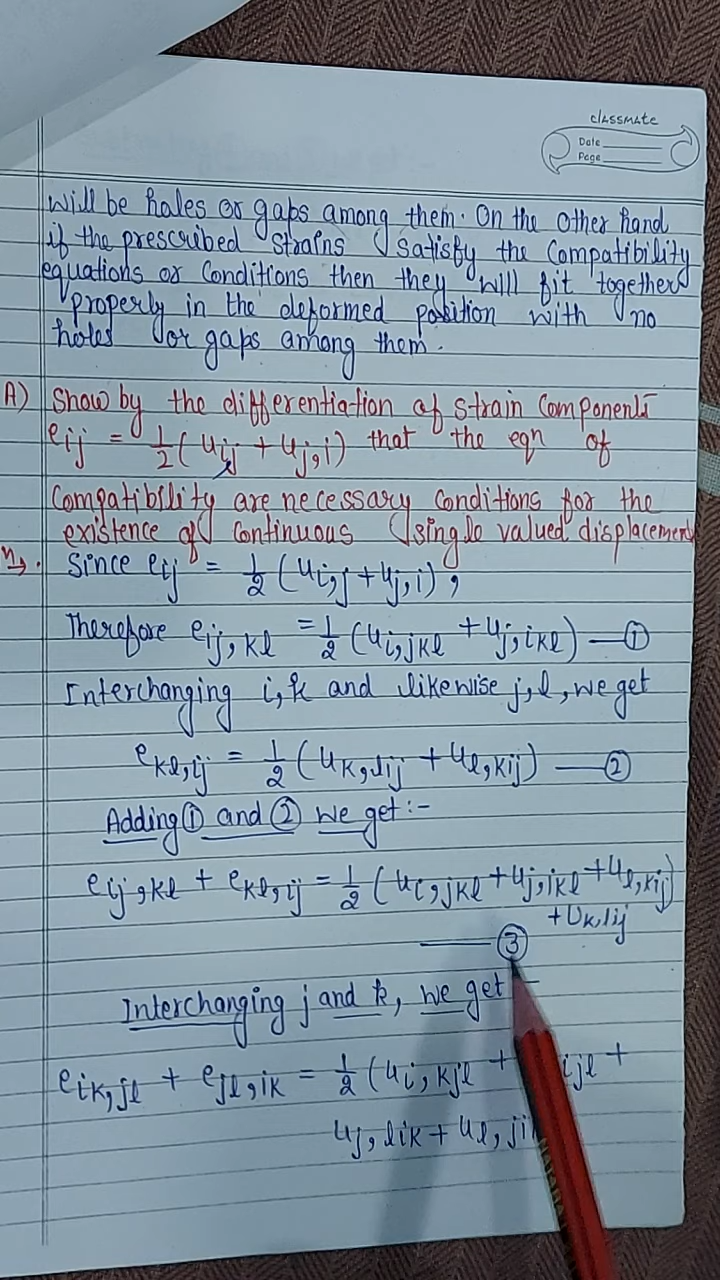 classmate
Date
Page
will be holes or gaps among them. On the other hand
if the prescribed strains satisfy the Compatibility
equations or Conditions then they will fit together
properly in the deformed position with no
holes or gaps among them.
A) Show by the differentiation of strain Components
eij = 1/2 (ui,j + uj,i) that the eqn of
Compatibility are necessary conditions for the
existence of continuous single valued displacement
Since eij = 1/2 (ui,j + uj,i),
Therefore eij,kl = 1/2 (ui,jkl + uj,ikl) — ①
Interchanging i,k and likewise j,l, we get
ekl,ij = 1/2 (uk,lij + ul,kij) — ②
Adding ① and ② we get :-
eij,kl + ekl,ij = 1/2 (ui,jkl + uj,ikl + ul,kij)
+ uk,lij
— ③
Interchanging j and k, we get
eik,jl + ejl,ik = 1/2 (ui,kjl + ijl +
uj,lik + ul,ji